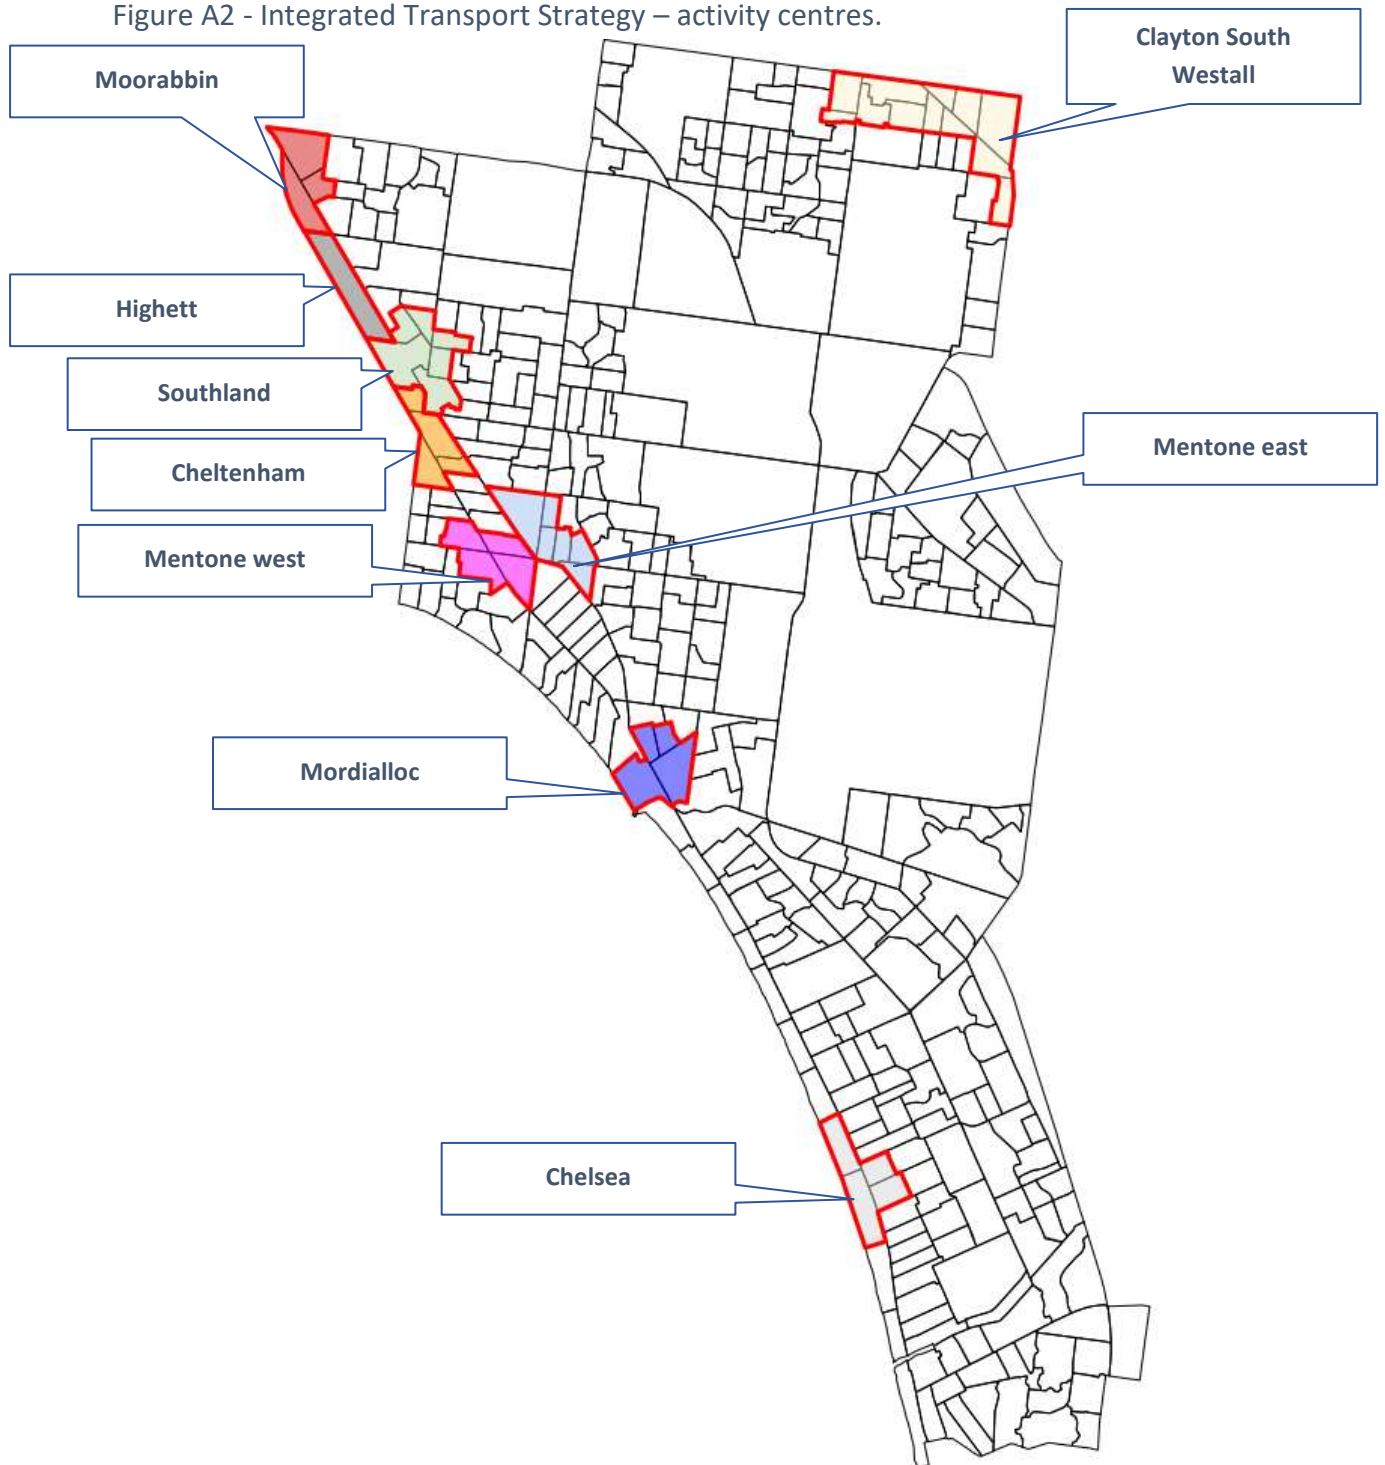 Figure A2 - Integrated Transport Strategy – activity centres.
Clayton South
Westall
Moorabbin
Highett
Southland
Cheltenham
Mentone east
Mentone west
Mordialloc
Chelsea